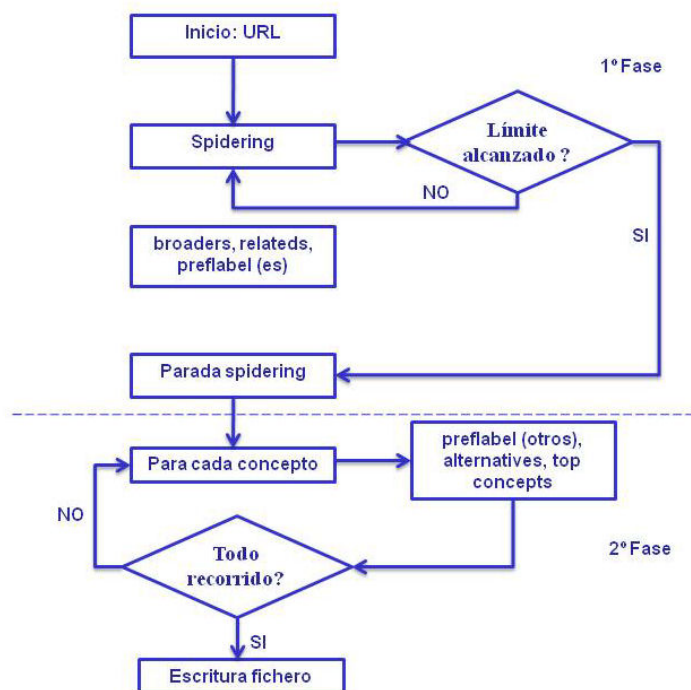 Inicio: URL
1º Fase
Spidering
Límite
alcanzado ?
NO
SI
broaders, relateds,
preflabel (es)
Parada spidering
Para cada concepto
preflabel (otros),
alternatives, top
concepts
NO
Todo
recorrido?
2º Fase
SI
Escritura fichero